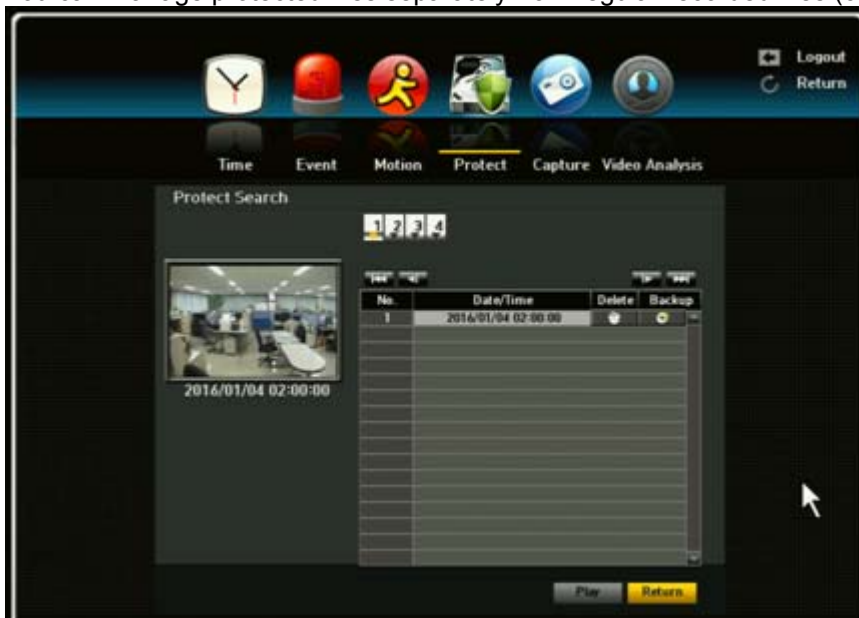 Logout
Return
Time Event Motion Protect Capture Video Analysis
Protect Search
1 2 3 4
No. Date/Time Delete Backup
1 2016/01/04 02:00:00
2016/01/04 02:00:00
Play Return